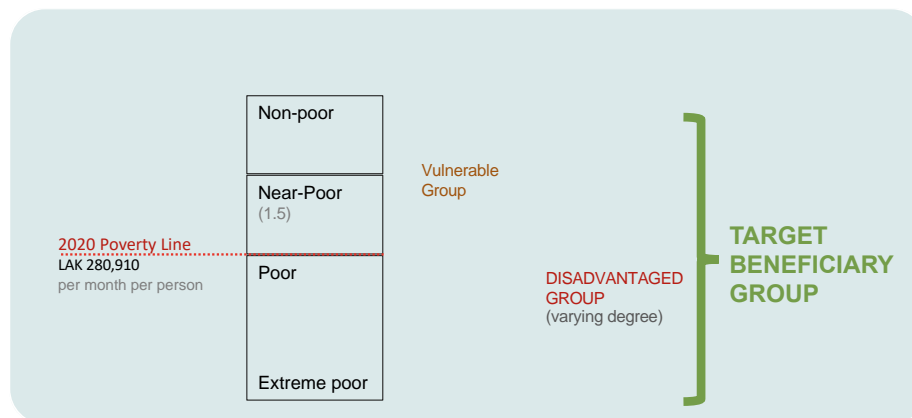 Non-poor
Near-Poor
(1.5)
Poor
Extreme poor
2020 Poverty Line
LAK 280,910
per month per person
Vulnerable
Group
DISADVANTAGED
GROUP
(varying degree)
TARGET
BENEFICIARY
GROUP